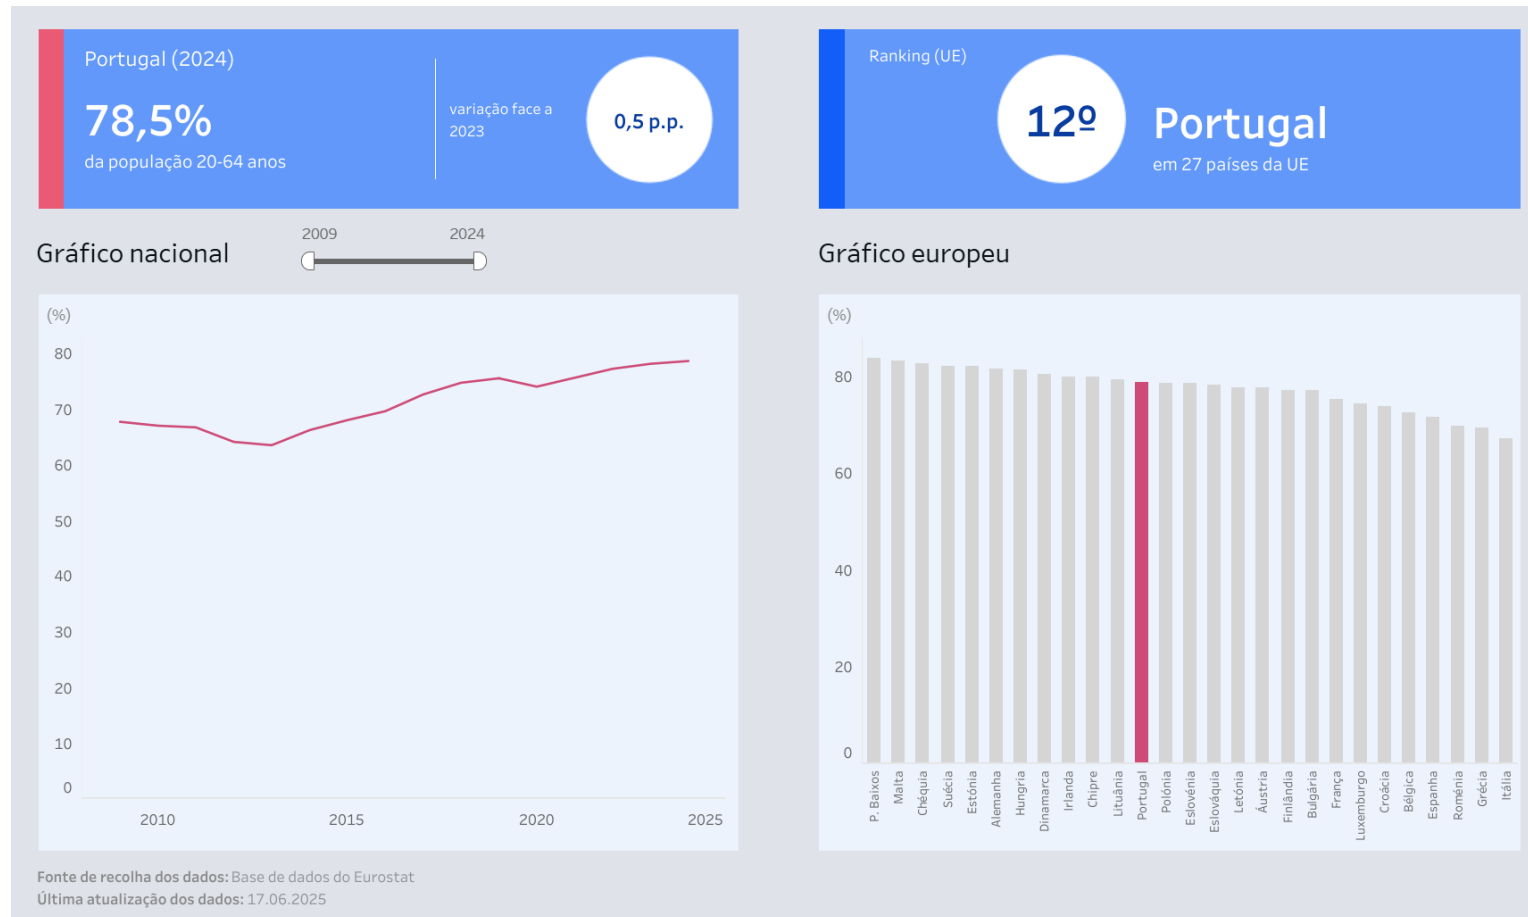 Portugal (2024)
78,5%
da população 20-64 anos
variação face a
2023
0,5 p.p.
Ranking (UE)
12º
Portugal
em 27 países da UE
Gráfico nacional
2009
2024
Gráfico europeu
(%)
80
70
60
50
40
30
20
10
0
2010
2015
2020
2025
(%)
80
60
40
20
0
P. Baixos
Malta
Chéquia
Suécia
Estónia
Alemanha
Hungria
Dinamarca
Irlanda
Chipre
Lituânia
Portugal
Polónia
Eslovénia
Eslováquia
Letónia
Áustria
Finlândia
Bulgária
França
Luxemburgo
Croácia
Bélgica
Espanha
Roménia
Grécia
Itália
Fonte de recolha dos dados: Base de dados do Eurostat
Última atualização dos dados: 17.06.2025